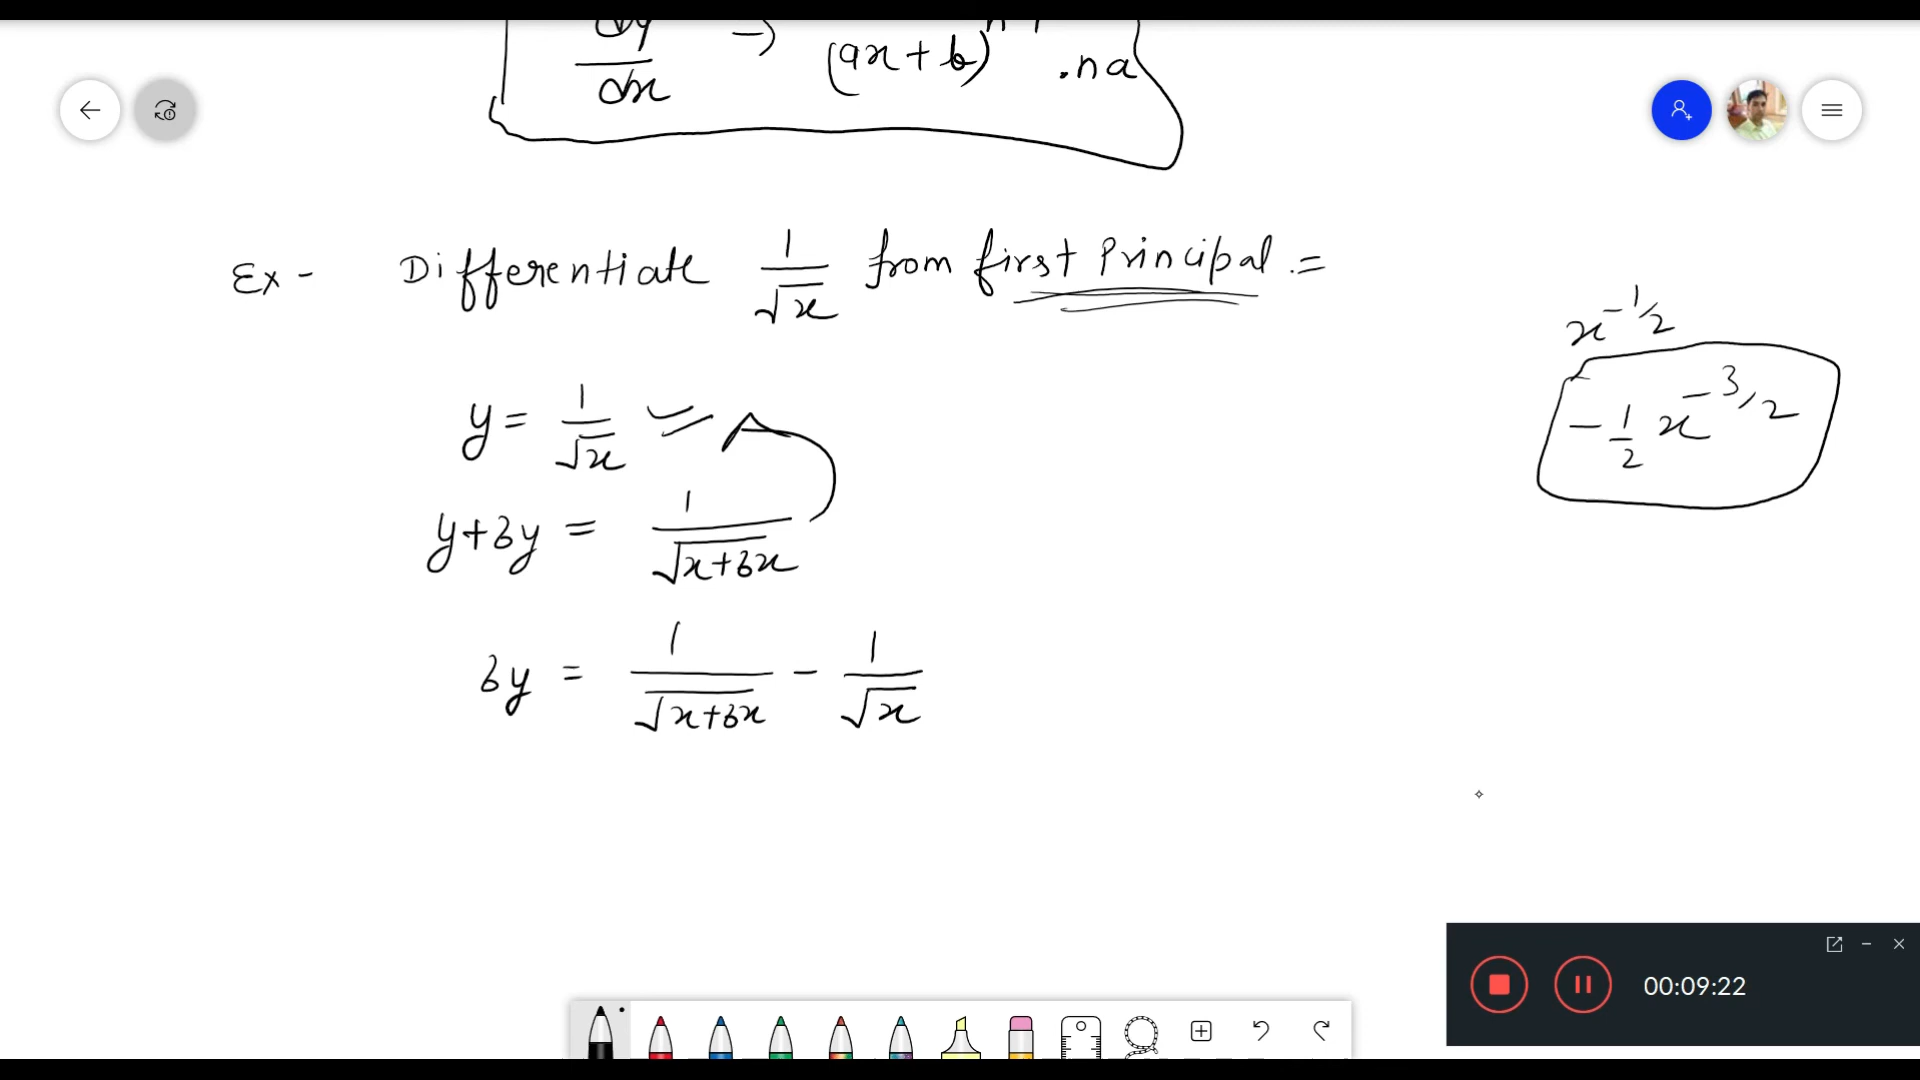 dy/dx → (ax+b)^n-1 .na
Ex - Differentiate 1/√x from first Principal. =
x^-1/2
-1/2 x^-3/2
y = 1/√x
y+δy = 1/√x+δx
δy = 1/√x+δx - 1/√x
00:09:22